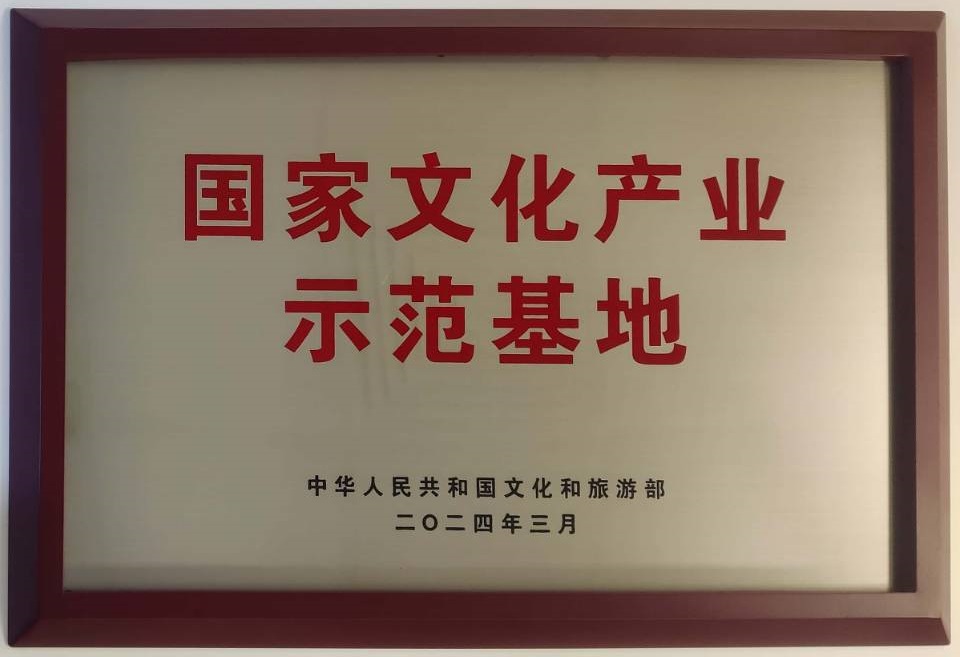 国家文化产业
示范基地
中华人民共和国文化和旅游部
二〇二四年三月